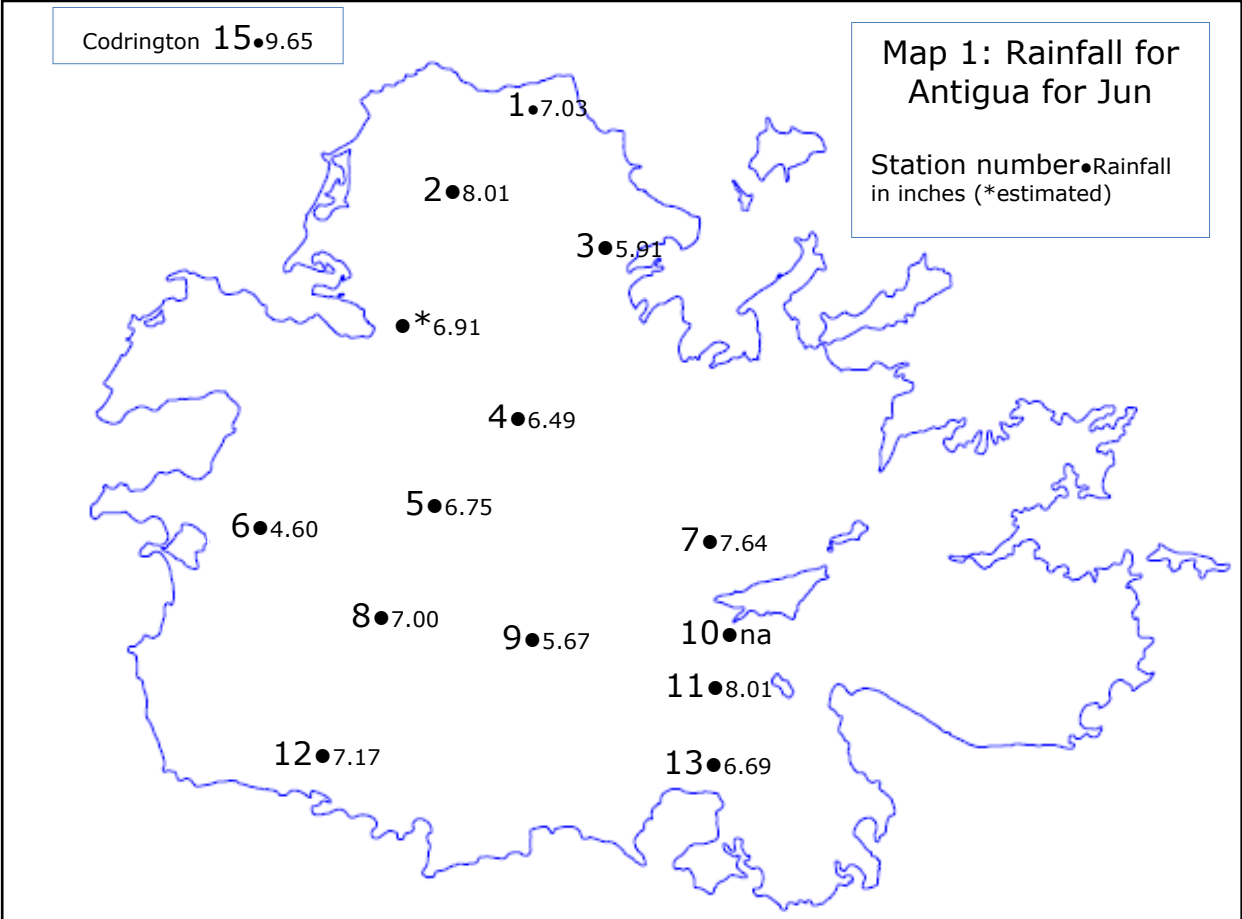 Codrington 15•9.65
Map 1: Rainfall for
Antigua for Jun
Station number•Rainfall
in inches (*estimated)
1•7.03
2•8.01
3•5.91
•*6.91
4•6.49
5•6.75
6•4.60
7•7.64
8•7.00
9•5.67
10•na
11•8.01
12•7.17
13•6.69